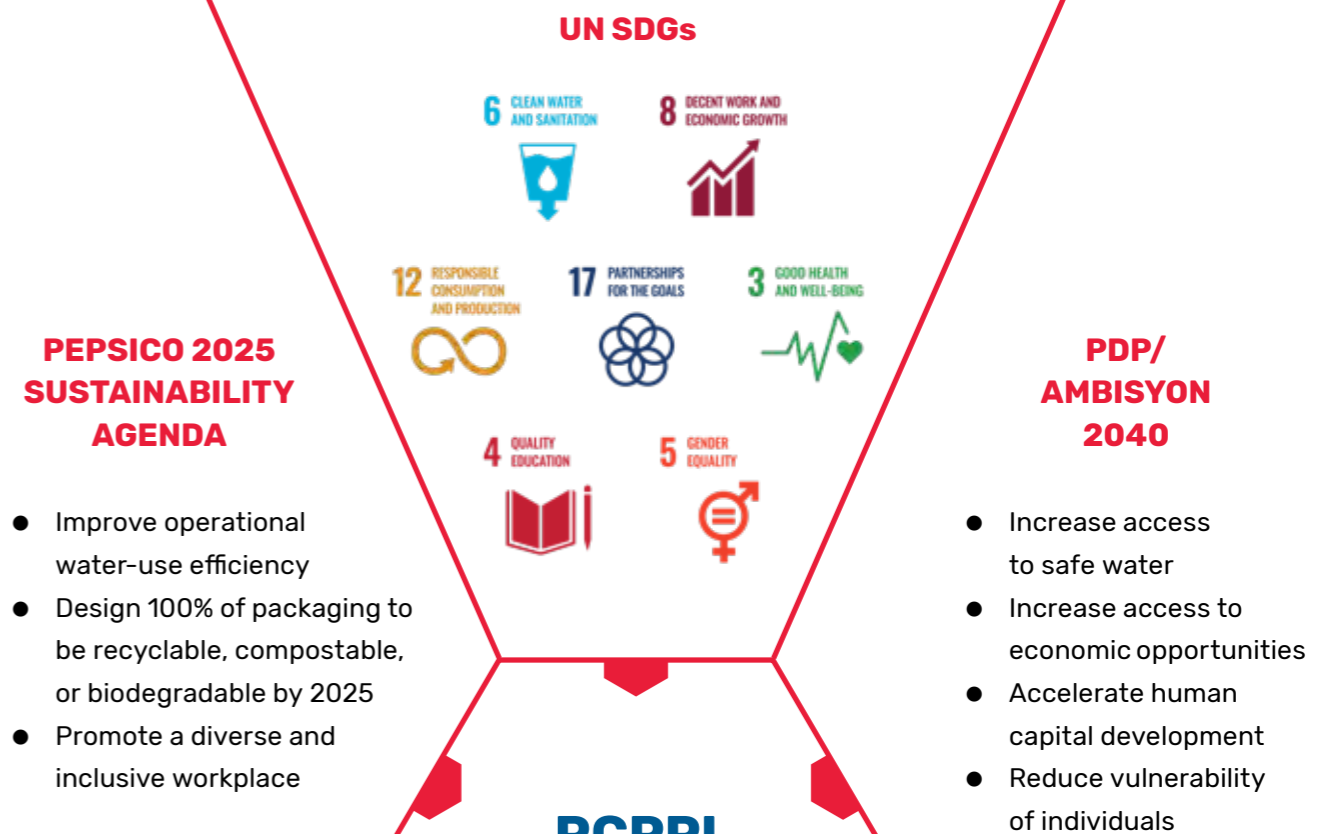 UN SDGs
6 CLEAN WATER
AND SANITATION
8 DECENT WORK AND
ECONOMIC GROWTH
12 RESPONSIBLE
CONSUMPTION
AND PRODUCTION
17 PARTNERSHIPS
FOR THE GOALS
3 GOOD HEALTH
AND WELL-BEING
4 QUALITY
EDUCATION
5 GENDER
EQUALITY
PEPSICO 2025
SUSTAINABILITY
AGENDA
● Improve operational
water-use efficiency
● Design 100% of packaging to
be recyclable, compostable,
or biodegradable by 2025
● Promote a diverse and
inclusive workplace
PDP/
AMBISYON
2040
● Increase access
to safe water
● Increase access to
economic opportunities
● Accelerate human
capital development
● Reduce vulnerability
of individuals